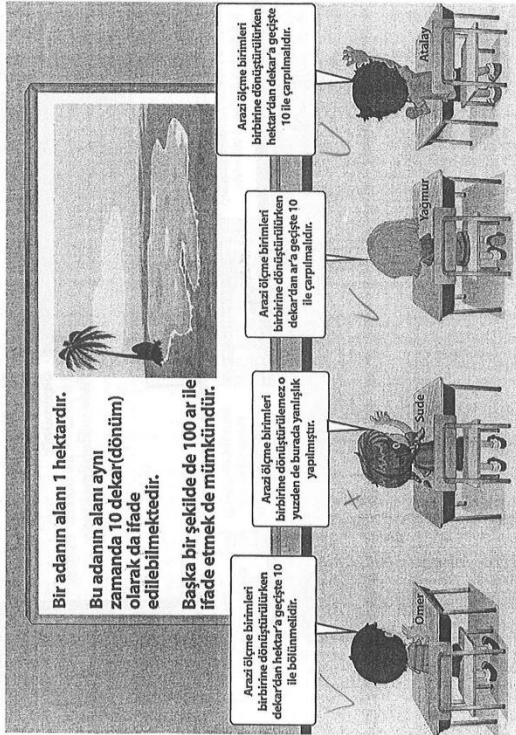 Bir adanın alanı 1 hektardır.
Bu adanın alanı aynı
zamanda 10 dekar(dönüm)
olarak da ifade
edilebilmektedir.
Başka bir şekilde de 100 ar ile
ifade etmek de mümkündür.
Arazi ölçme birimleri
birbirine dönüştürülürken
dekar'dan hektar'a geçişte 10
ile bölünmelidir.
Arazi ölçme birimleri
birbirine dönüştürülemez o
yuzden de burada yanlışlık
yapılmıştır.
Arazi ölçme birimleri
birbirine dönüştürülürken
dekar'dan ar'a geçişte 10
ile çarpılmalıdır.
Arazi ölçme birimleri
birbirine dönüştürülürken
hektar'dan dekar'a geçişte
10 ile çarpılmalıdır.
Ömer
Sude
Yağmur
Atalay